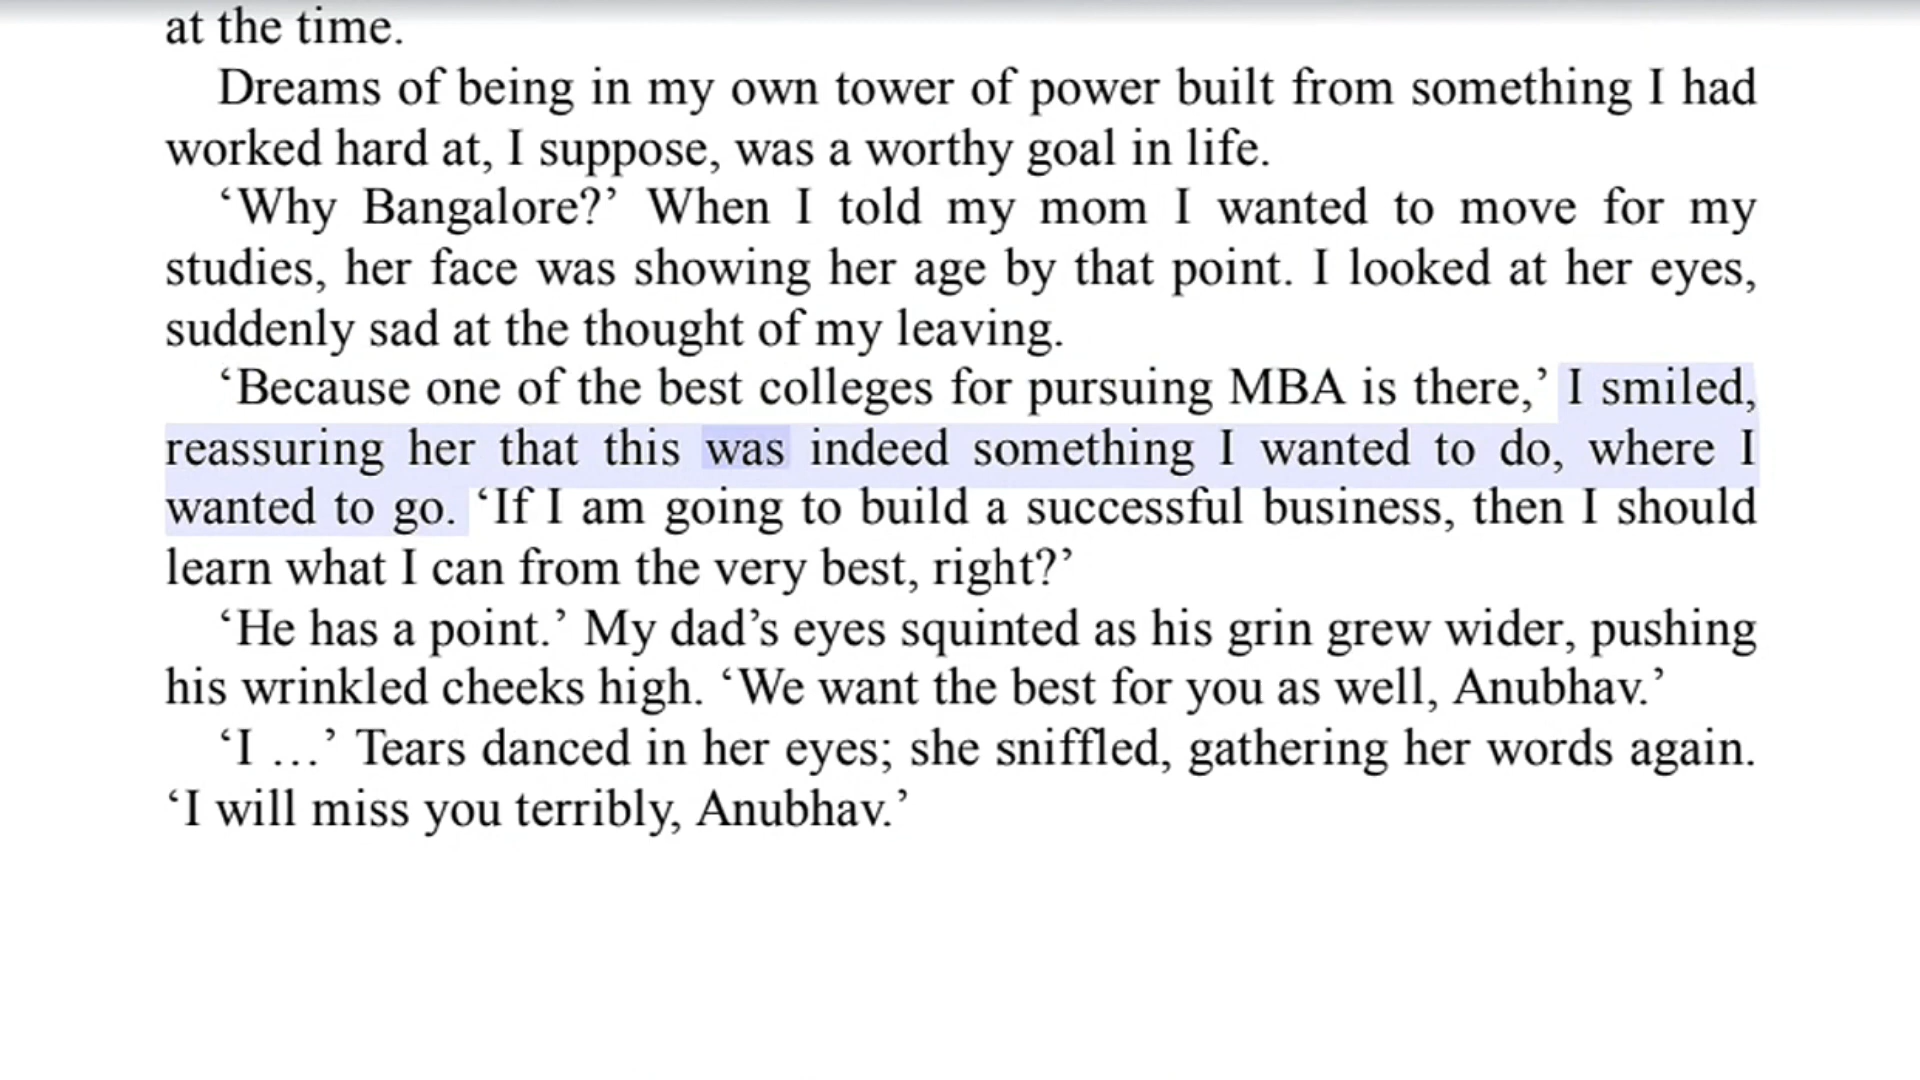 at the time.
Dreams of being in my own tower of power built from something I had
worked hard at, I suppose, was a worthy goal in life.
‘Why Bangalore?’ When I told my mom I wanted to move for my
studies, her face was showing her age by that point. I looked at her eyes,
suddenly sad at the thought of my leaving.
‘Because one of the best colleges for pursuing MBA is there,’ I smiled,
reassuring her that this was indeed something I wanted to do, where I
wanted to go. ‘If I am going to build a successful business, then I should
learn what I can from the very best, right?’
‘He has a point.’ My dad’s eyes squinted as his grin grew wider, pushing
his wrinkled cheeks high. ‘We want the best for you as well, Anubhav.’
‘I …’ Tears danced in her eyes; she sniffled, gathering her words again.
‘I will miss you terribly, Anubhav.’